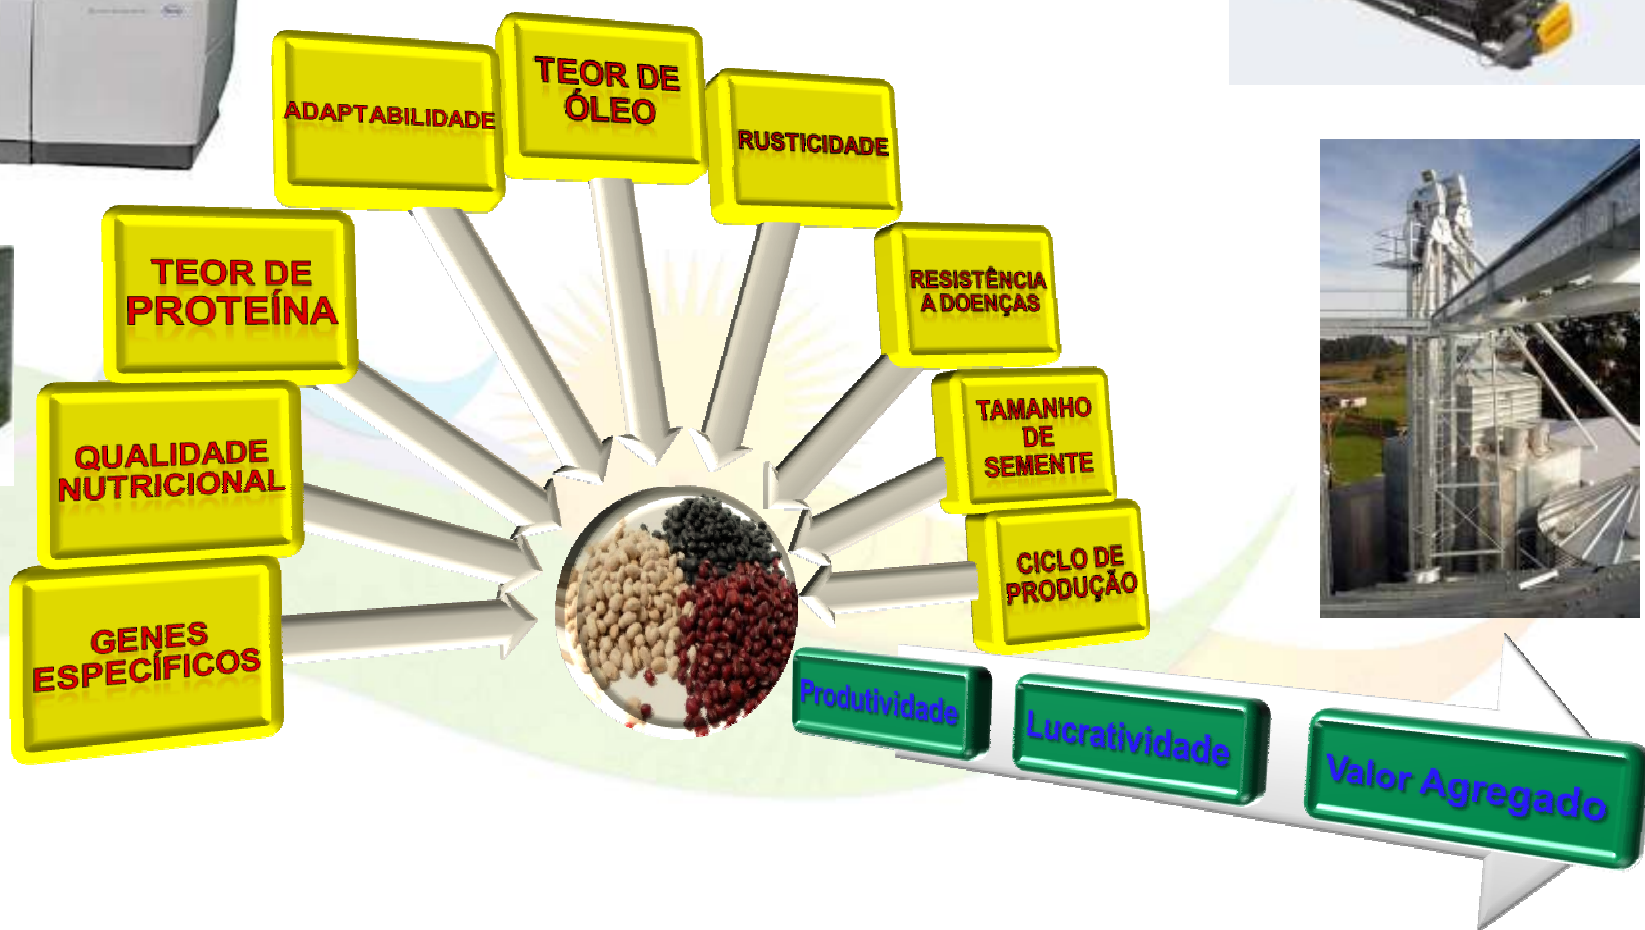 ADAPTABILIDADE
TEOR DE
ÓLEO
RUSTICIDADE
TEOR DE
PROTEÍNA
RESISTÊNCIA
A DOENÇAS
QUALIDADE
NUTRICIONAL
TAMANHO
DE
SEMENTE
GENES
ESPECÍFICOS
CICLO DE
PRODUÇÃO
Produtividade
Lucratividade
Valor Agregado